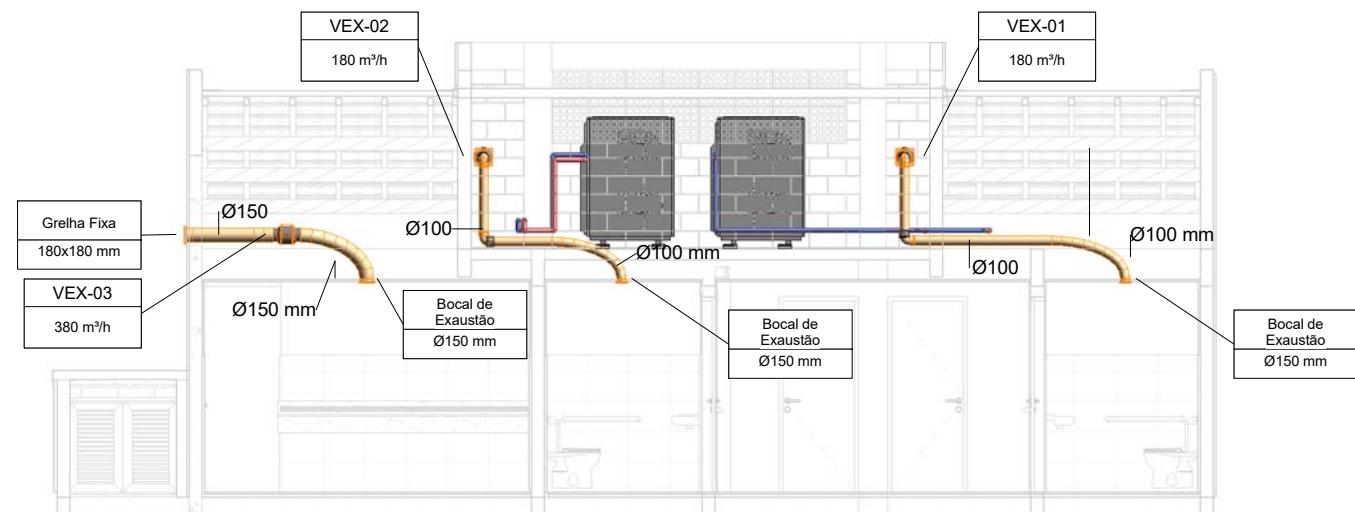 VEX-02
180 m³/h
VEX-01
180 m³/h
Grelha Fixa
180x180 mm
Ø150
VEX-03
380 m³/h
Ø150 mm
Bocal de
Exaustão
Ø150 mm
Ø100
Ø100 mm
Bocal de
Exaustão
Ø150 mm
Ø100
Ø100 mm
Bocal de
Exaustão
Ø150 mm